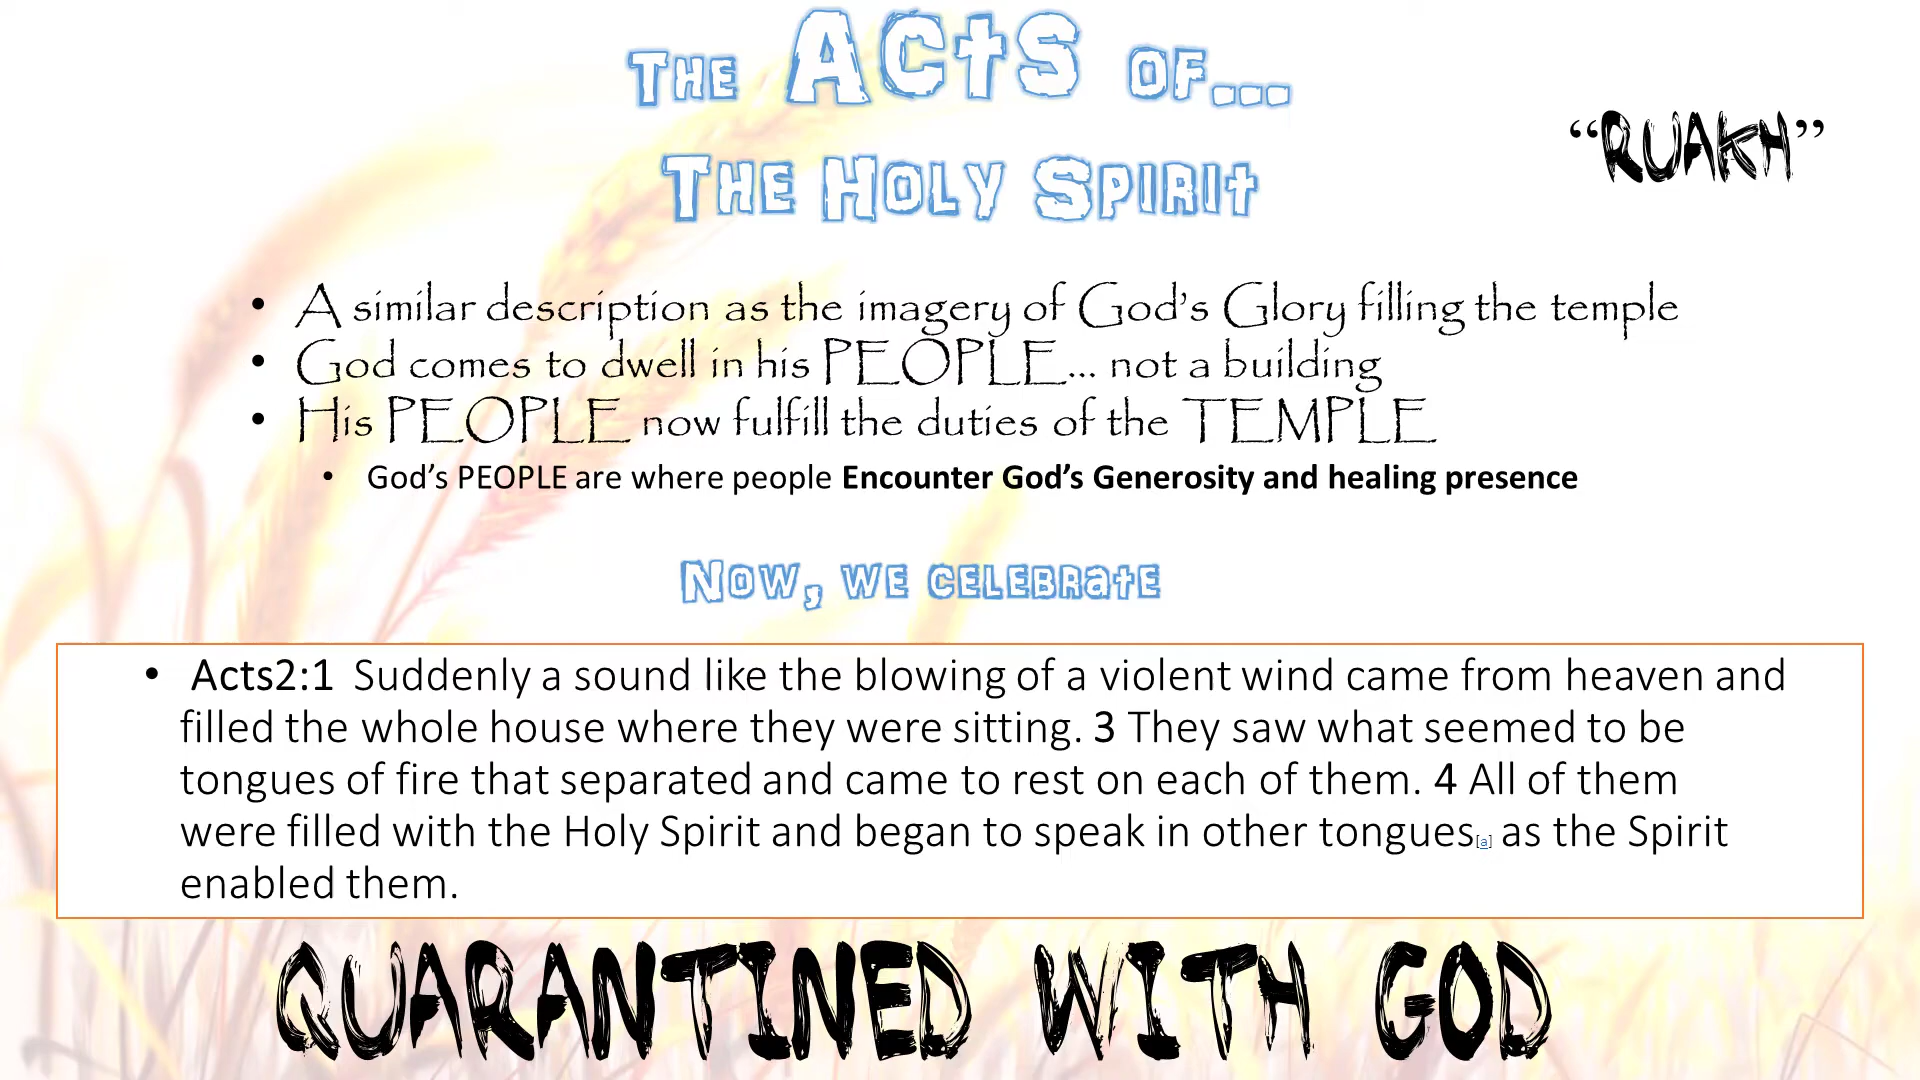 The Acts of...
"RUAKH"
The Holy Spirit
• A similar description as the imagery of God's Glory filling the temple
• God comes to dwell in his PEOPLE... not a building
• His PEOPLE now fulfill the duties of the TEMPLE
• God's PEOPLE are where people Encounter God's Generosity and healing presence
Now, we celebrate
• Acts2:1 Suddenly a sound like the blowing of a violent wind came from heaven and
filled the whole house where they were sitting. 3 They saw what seemed to be
tongues of fire that separated and came to rest on each of them. 4 All of them
were filled with the Holy Spirit and began to speak in other tongues[a] as the Spirit
enabled them.
QUARANTINED WITH GOD